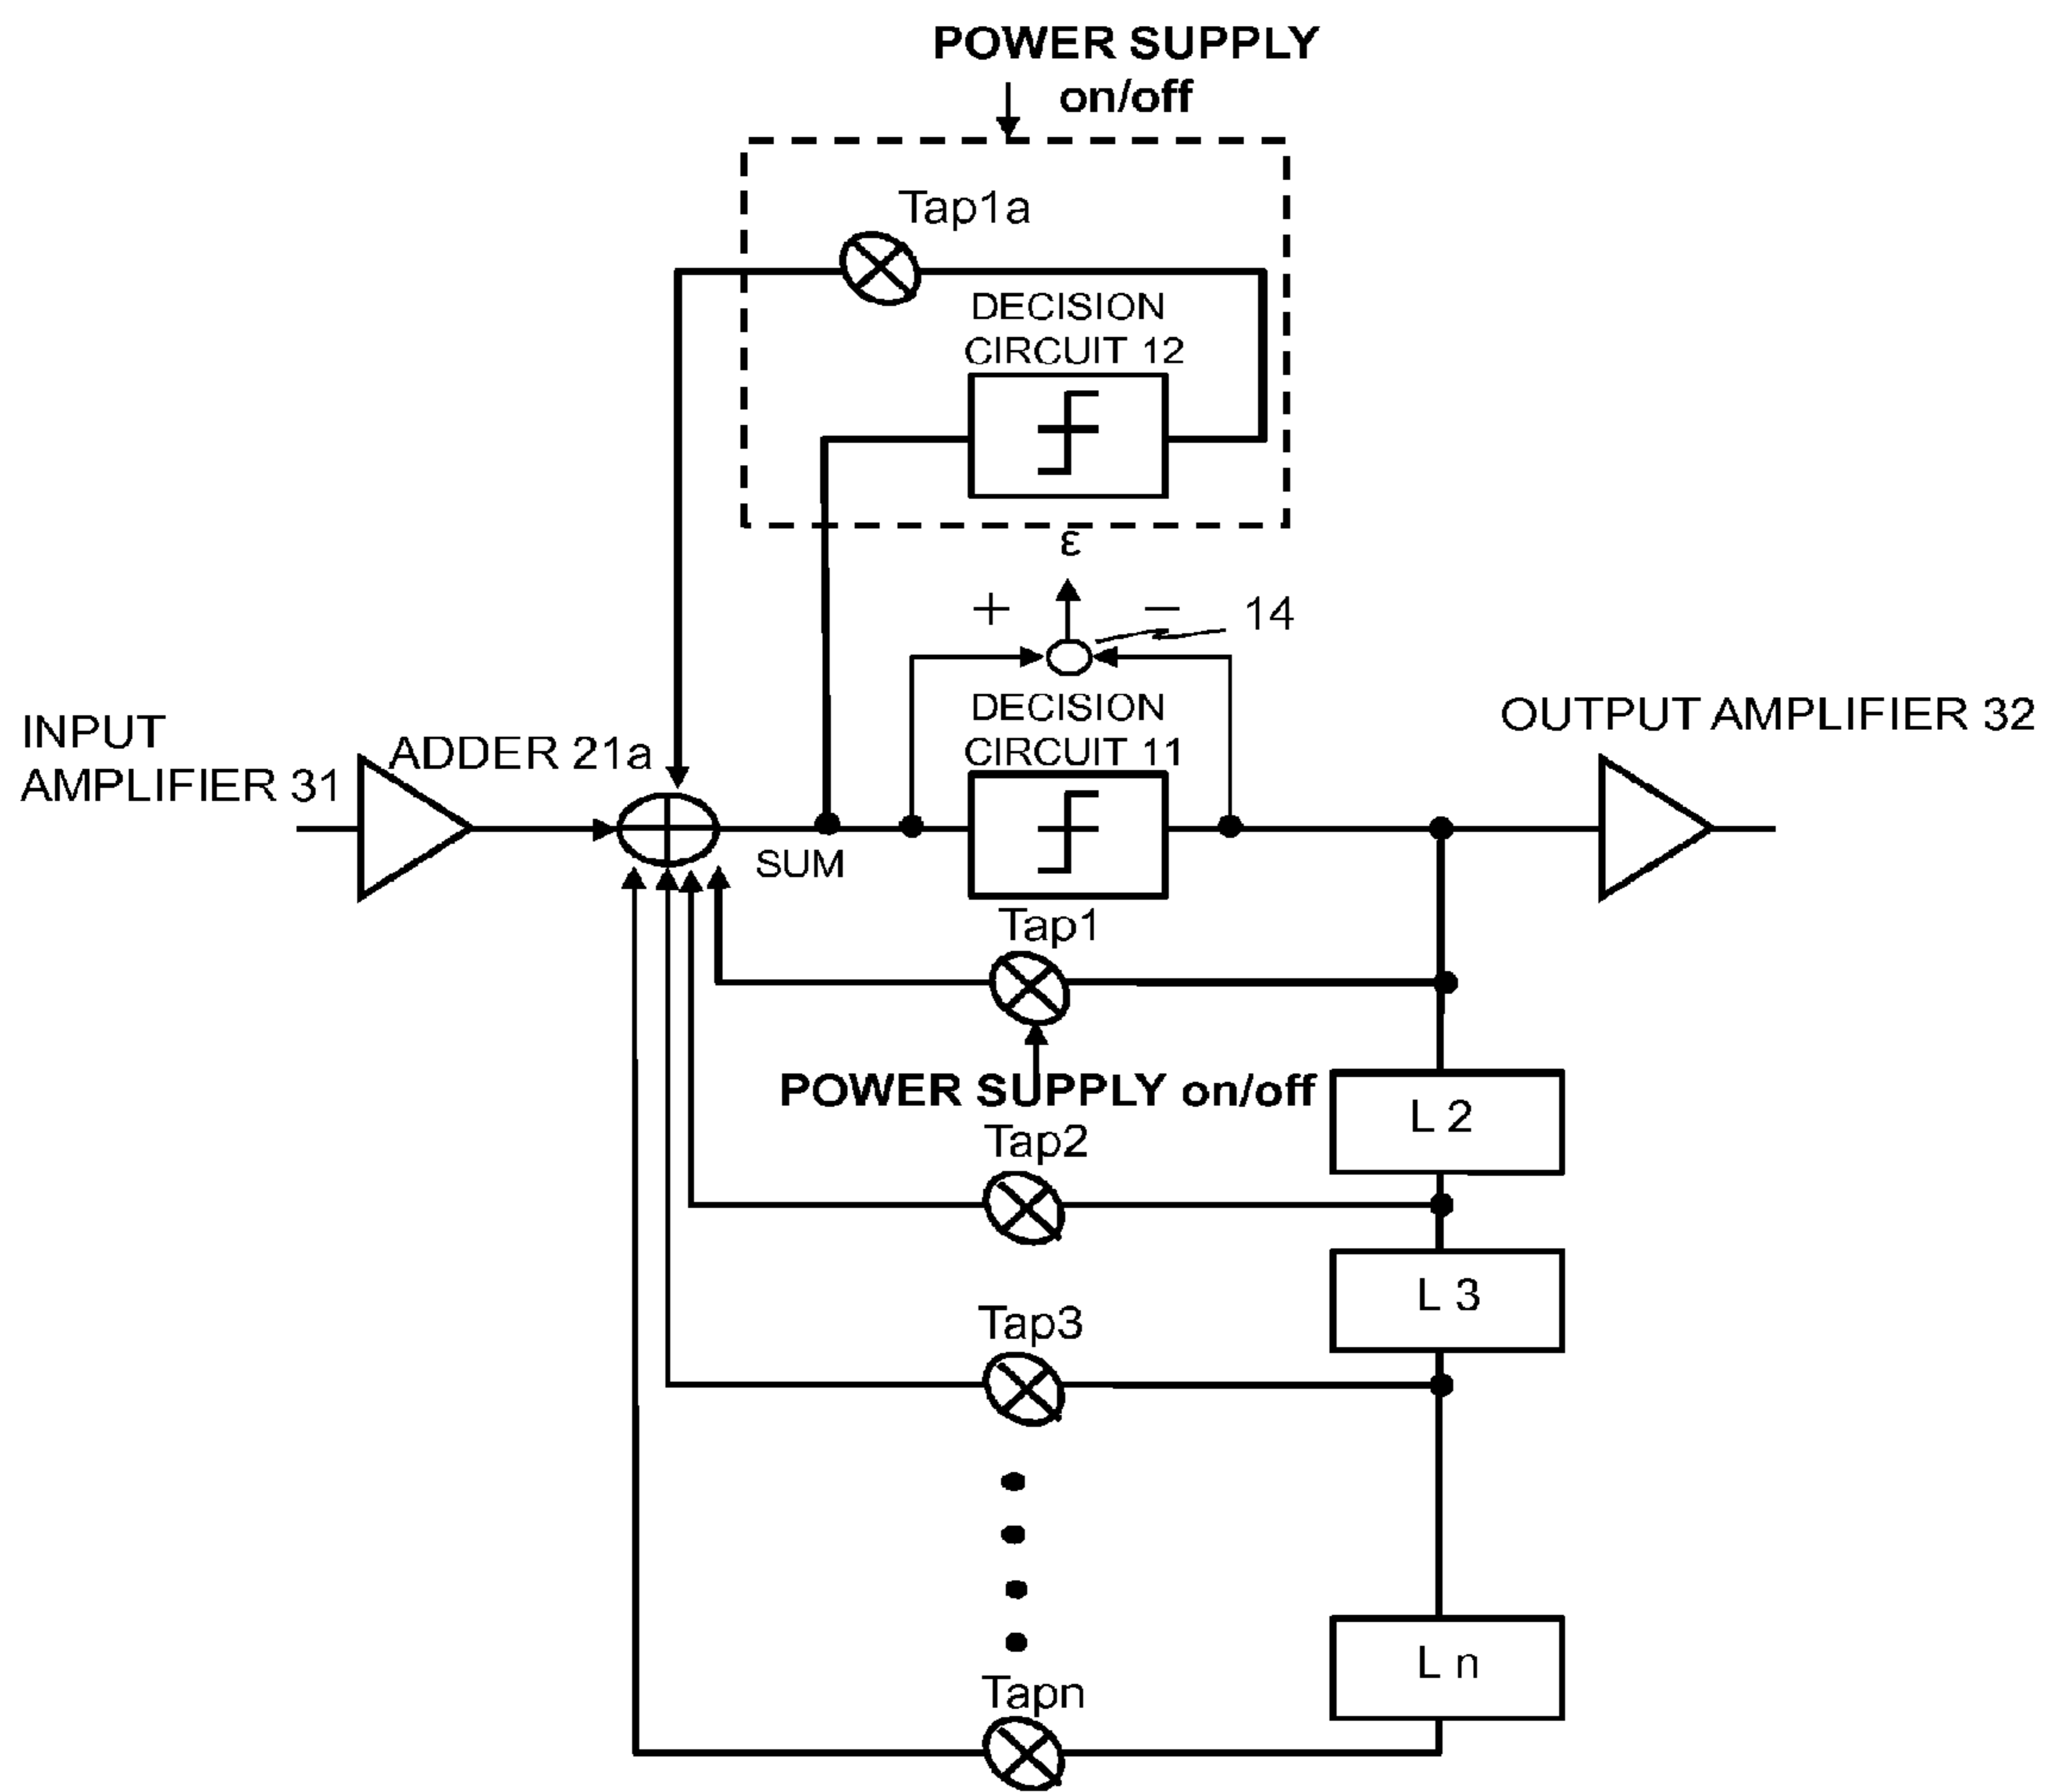 POWER SUPPLY
on/off
Tap1a
DECISION
CIRCUIT 12
ε
+
−
14
DECISION
CIRCUIT 11
INPUT
AMPLIFIER 31
ADDER 21a
OUTPUT AMPLIFIER 32
SUM
Tap1
POWER SUPPLY on/off
L 2
Tap2
L 3
Tap3
L n
Tapn